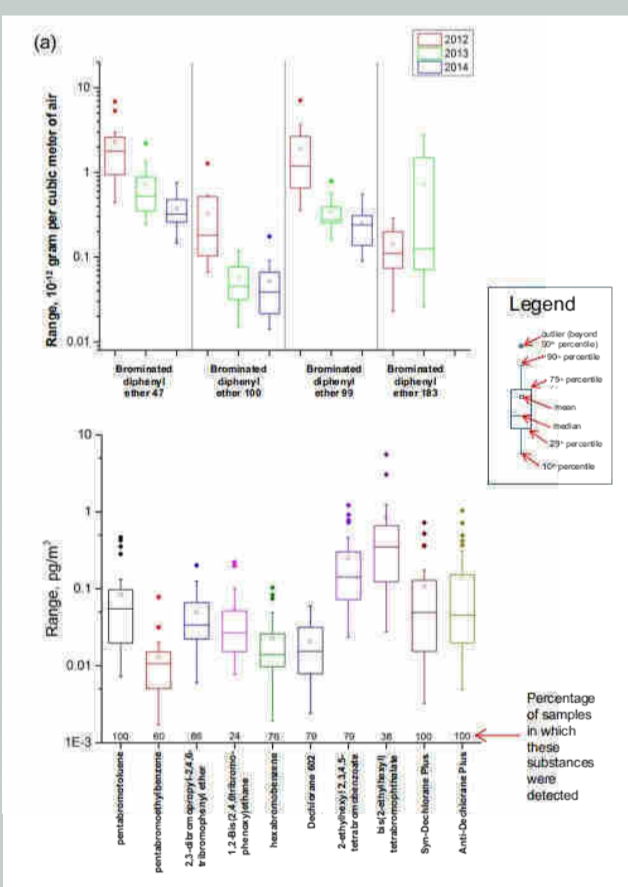 (a)
2012
2013
2014
Range, 10⁻¹² gram per cubic meter of air
10
1
0.1
0.01
Brominated
diphenyl
ether 47
Brominated
diphenyl
ether 100
Brominated
diphenyl
ether 99
Brominated
diphenyl
ether 183
Legend
outlier (beyond
90ᵗʰ percentile)
90ᵗʰ percentile
75ᵗʰ percentile
mean
median
25ᵗʰ percentile
10ᵗʰ percentile
Range, pg/m³
10
1
0.1
0.01
1E-3
100
60
24
76
79
79
100
100
pentabromotoluene
pentabromoethylbenzene
2,3-dibromopropyl-2,4,6-
tribromophenyl ether
1,2-Bis(2,4,6tribromo-
phenoxy)ethane
hexabromobenzene
Dechlorane 602
2-ethylhexyl 2,3,4,5-
tetrabromobenzoate
bis(2-ethylhexyl)
tetrabromophthalate
Syn-Dechlorane Plus
Anti-Dechlorane Plus
Percentage
of samples
in which
these
substances
were
detected